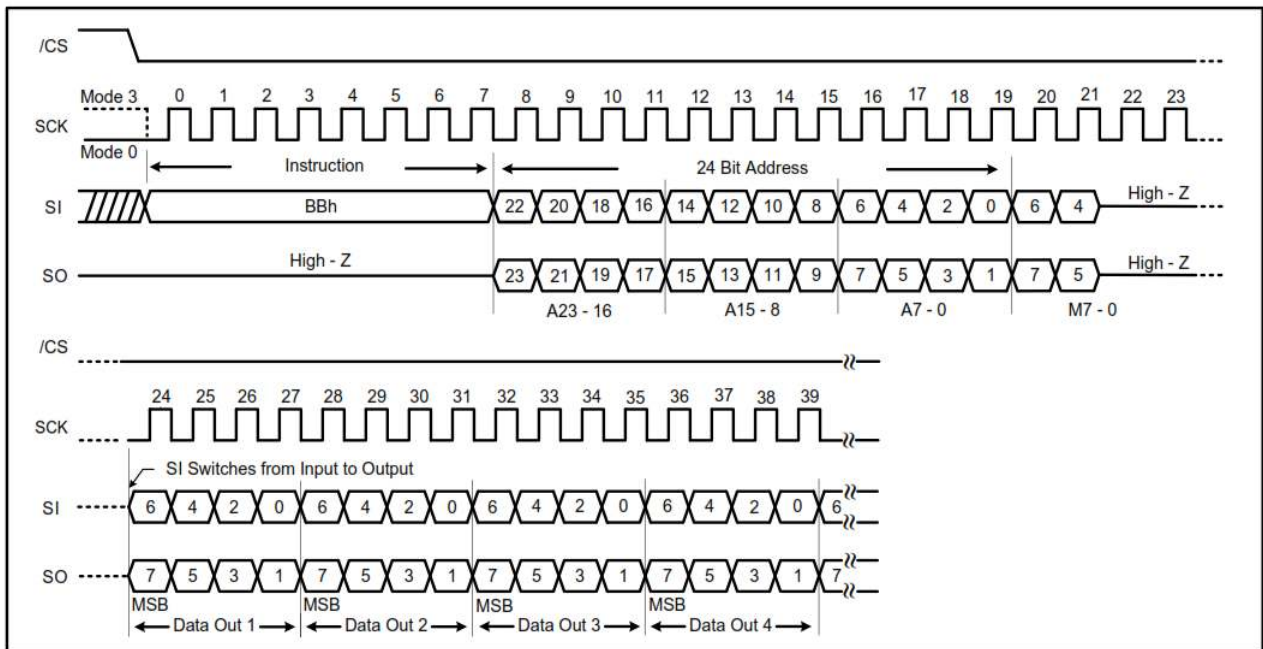 /CS
Mode 3 0 1 2 3 4 5 6 7 8 9 10 11 12 13 14 15 16 17 18 19 20 21 22 23
SCK
Mode 0
Instruction 24 Bit Address
SI BBh 22 20 18 16 14 12 10 8 6 4 2 0 6 4 High - Z
SO High - Z 23 21 19 17 15 13 11 9 7 5 3 1 7 5 High - Z
A23 - 16 A15 - 8 A7 - 0 M7 - 0
/CS
24 25 26 27 28 29 30 31 32 33 34 35 36 37 38 39
SCK
SI Switches from Input to Output
SI 6 4 2 0 6 4 2 0 6 4 2 0 6 4 2 0 6
SO 7 5 3 1 7 5 3 1 7 5 3 1 7 5 3 1 7
MSB MSB MSB MSB
Data Out 1 Data Out 2 Data Out 3 Data Out 4